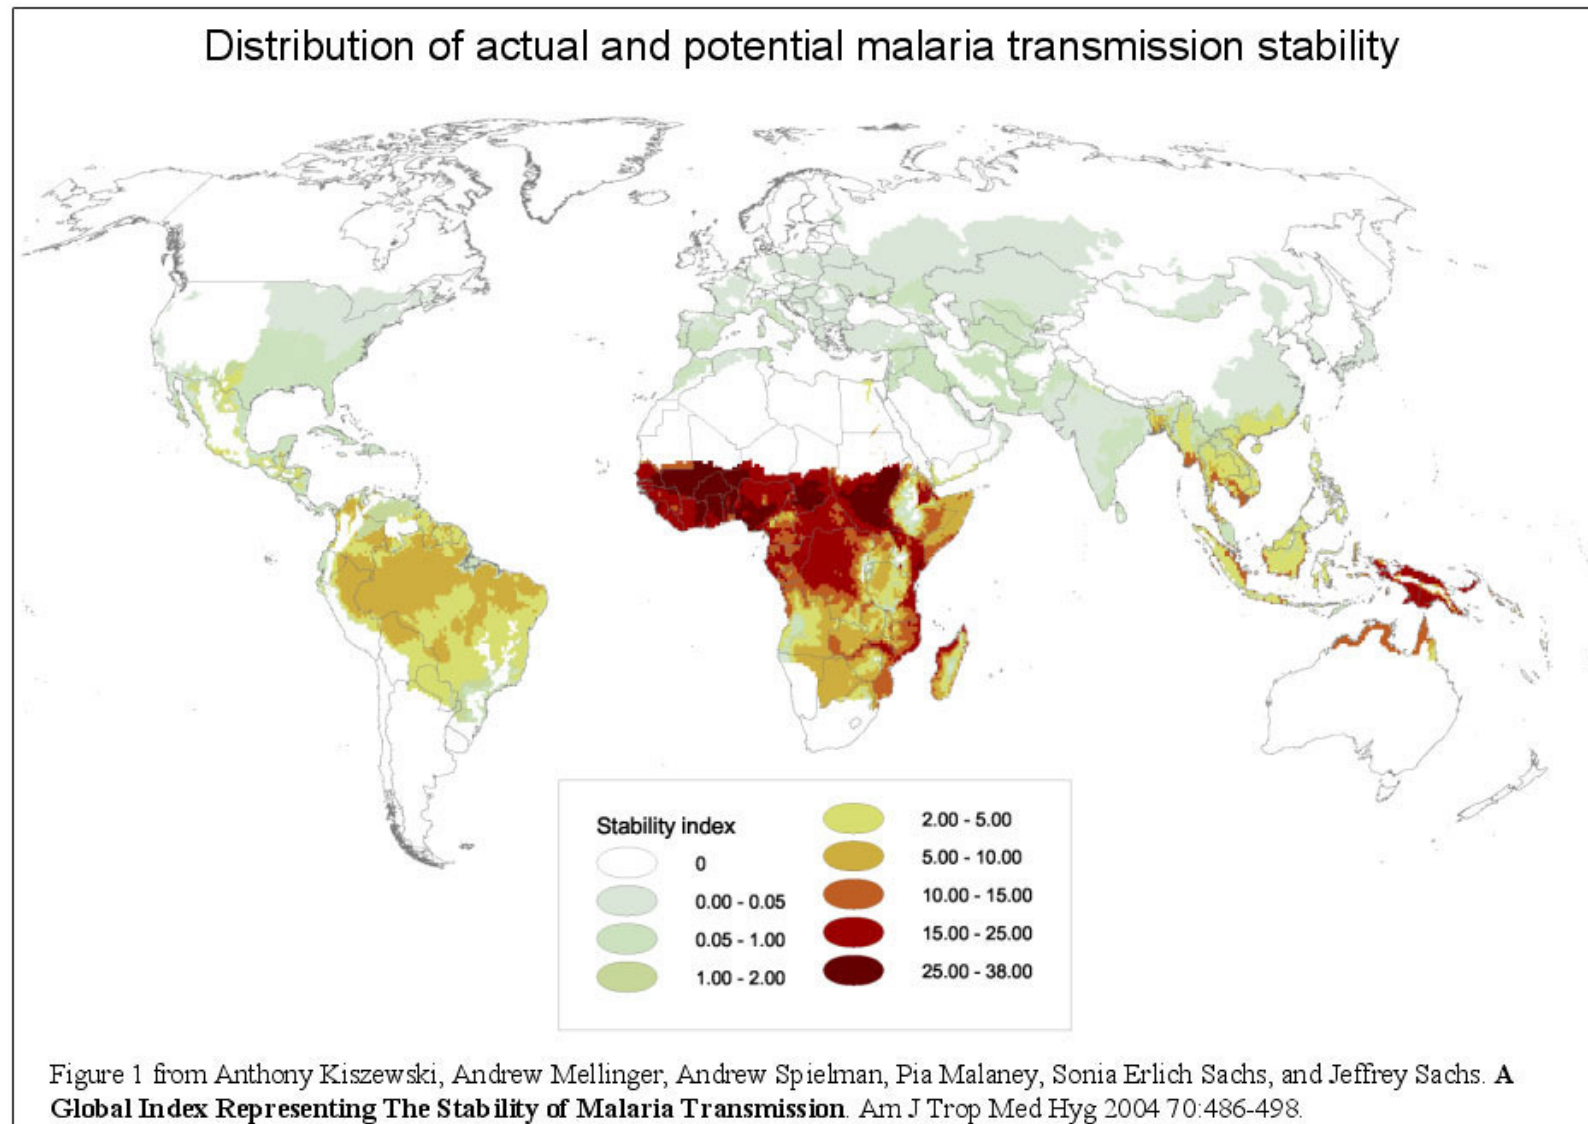 Distribution of actual and potential malaria transmission stability
Stability index
0
0.00 - 0.05
0.05 - 1.00
1.00 - 2.00
2.00 - 5.00
5.00 - 10.00
10.00 - 15.00
15.00 - 25.00
25.00 - 38.00
Figure 1 from Anthony Kiszewski, Andrew Mellinger, Andrew Spielman, Pia Malaney, Sonia Erlich Sachs, and Jeffrey Sachs. A
Global Index Representing The Stability of Malaria Transmission. Am J Trop Med Hyg 2004 70:486-498.